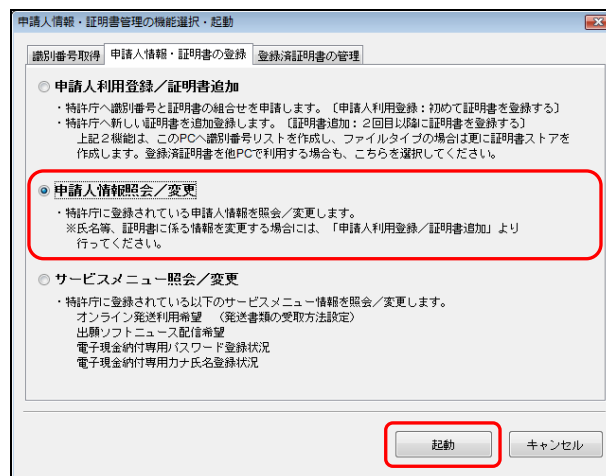 申請人情報・証明書管理の機能選択・起動
識別番号取得 申請人情報・証明書の登録 登録済証明書の管理
申請人利用登録／証明書追加
・特許庁へ識別番号と証明書の組合せを申請します。〔申請人利用登録：初めて証明書を登録する〕
・特許庁へ新しい証明書を追加登録します。〔証明書追加：２回目以降に証明書を登録する〕
上記２機能は、このPCへ識別番号リストを作成し、ファイルタイプの場合は更に証明書ストアを
作成します。登録済証明書を他PCで利用する場合も、こちらを選択してください。
申請人情報照会／変更
・特許庁に登録されている申請人情報を照会／変更します。
※氏名等、証明書に係る情報を変更する場合には、「申請人利用登録／証明書追加」より
行ってください。
サービスメニュー照会／変更
・特許庁に登録されている以下のサービスメニュー情報を照会／変更します。
オンライン発送利用希望 （発送書類の受取方法設定）
出願ソフトニュース配信希望
電子現金納付専用パスワード登録状況
電子現金納付専用カナ氏名登録状況
起動 キャンセル